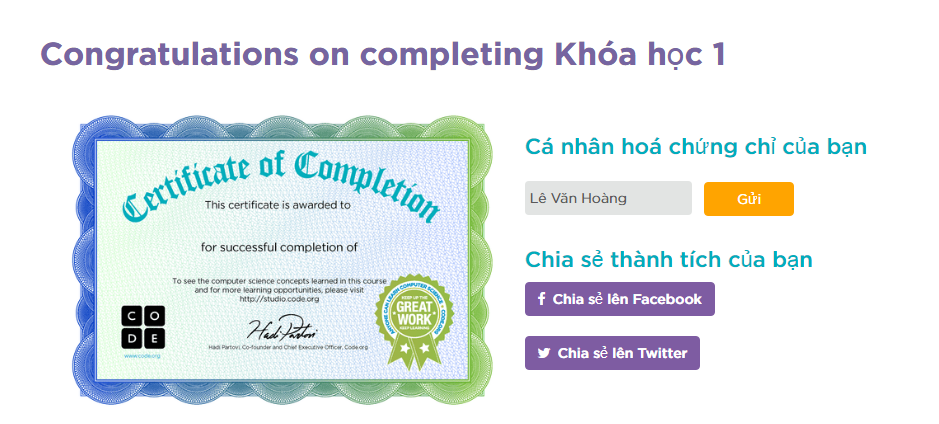 Congratulations on completing Khóa học 1
Certificate of Completion
This certificate is awarded to
for successful completion of
To see the computer science concepts learned in this course
and for more learning opportunities, please visit
http://studio.code.org
C O
D E
www.code.org
Hadi Partovi
Hadi Partovi, Co-founder and Chief Executive Officer, Code.org
ANYONE CAN LEARN COMPUTER SCIENCE
CODE.ORG
KEEP UP THE
GREAT
WORK
KEEP LEARNING
Cá nhân hoá chứng chỉ của bạn
Lê Văn Hoàng
Gửi
Chia sẻ thành tích của bạn
Chia sẻ lên Facebook
Chia sẻ lên Twitter